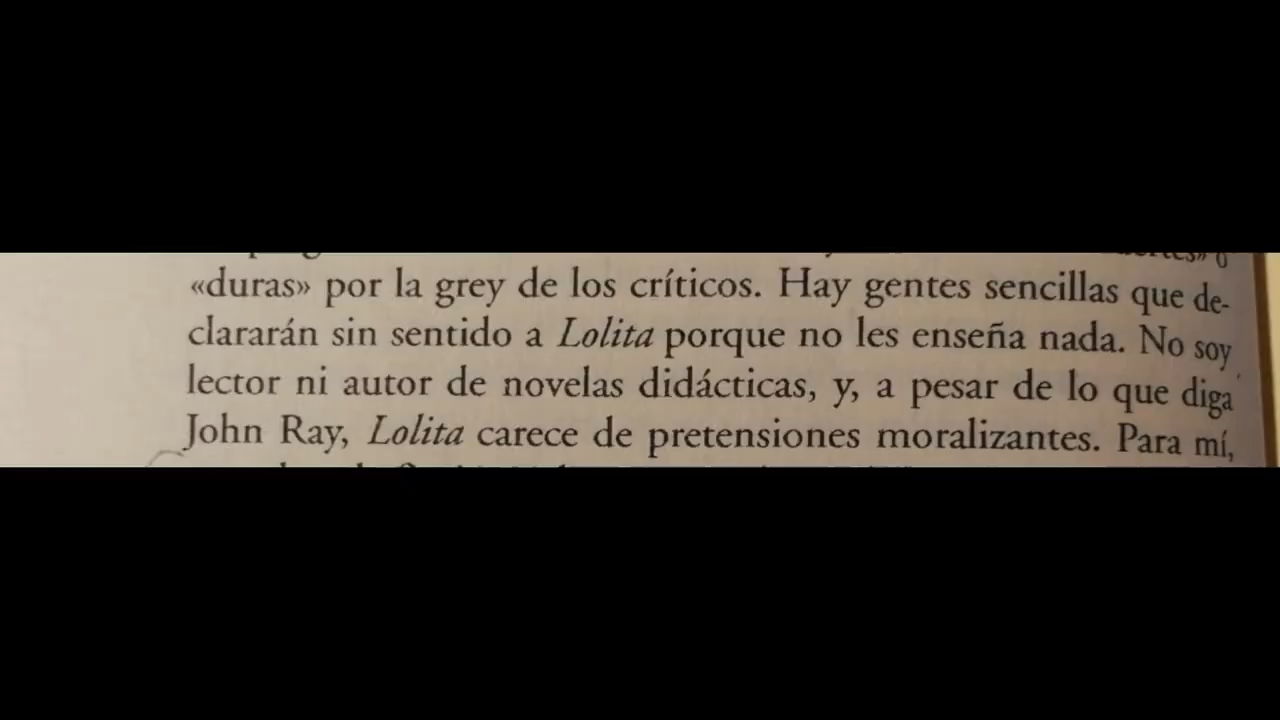 «duras» por la grey de los críticos. Hay gentes sencillas que de-
clararán sin sentido a Lolita porque no les enseña nada. No soy
lector ni autor de novelas didácticas, y, a pesar de lo que diga
John Ray, Lolita carece de pretensiones moralizantes. Para mí,